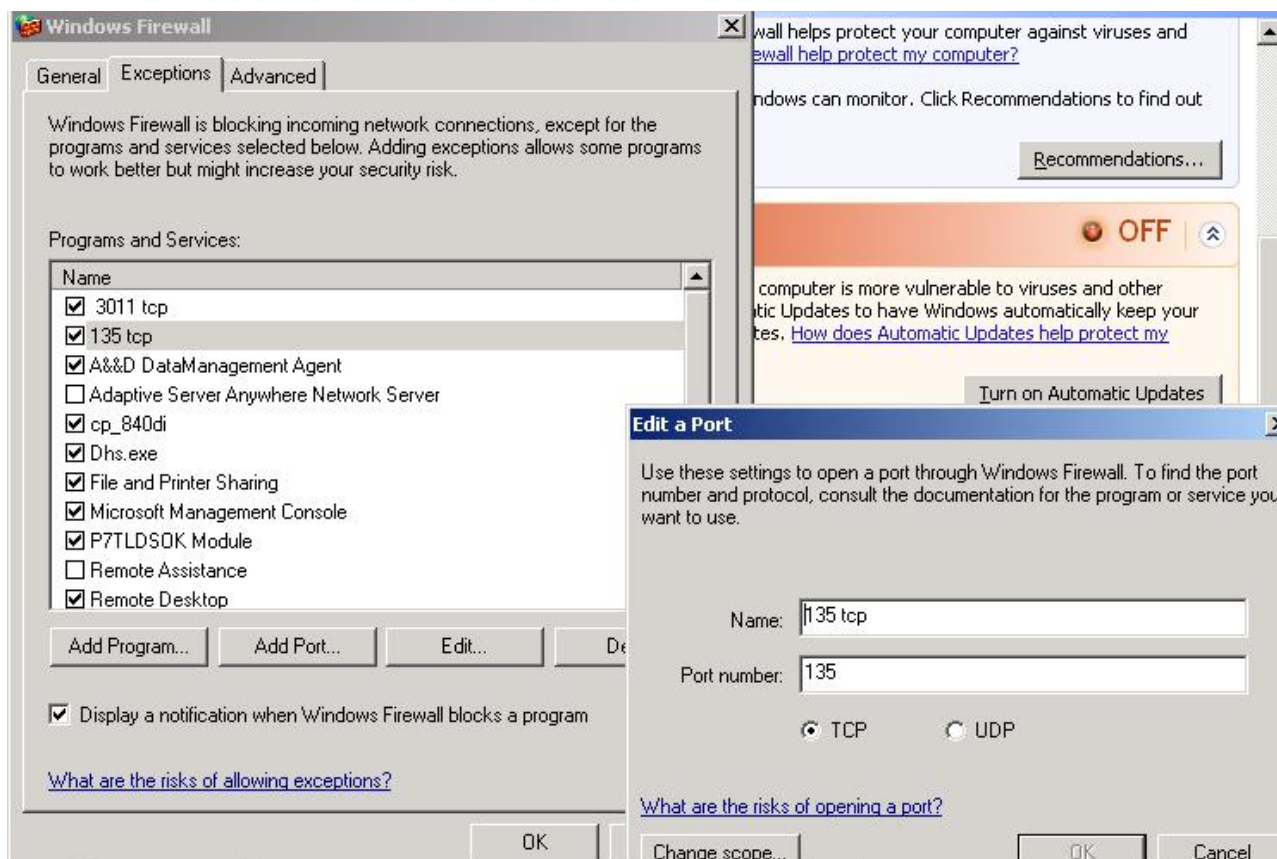 Windows Firewall
General Exceptions Advanced
Windows Firewall is blocking incoming network connections, except for the
programs and services selected below. Adding exceptions allows some programs
to work better but might increase your security risk.
Programs and Services:
Name
3011 tcp
135 tcp
A&&D DataManagement Agent
Adaptive Server Anywhere Network Server
cp_840di
Dhs.exe
File and Printer Sharing
Microsoft Management Console
P7TLDSOK Module
Remote Assistance
Remote Desktop
Add Program... Add Port... Edit... De
Display a notification when Windows Firewall blocks a program
What are the risks of allowing exceptions?
OK
wall helps protect your computer against viruses and
ewall help protect my computer?
ndows can monitor. Click Recommendations to find out
Recommendations...
OFF
computer is more vulnerable to viruses and other
tic Updates to have Windows automatically keep your
tes. How does Automatic Updates help protect my
Turn on Automatic Updates
Edit a Port
Use these settings to open a port through Windows Firewall. To find the port
number and protocol, consult the documentation for the program or service you
want to use.
Name: 135 tcp
Port number: 135
TCP UDP
What are the risks of opening a port?
Change scope... OK Cancel